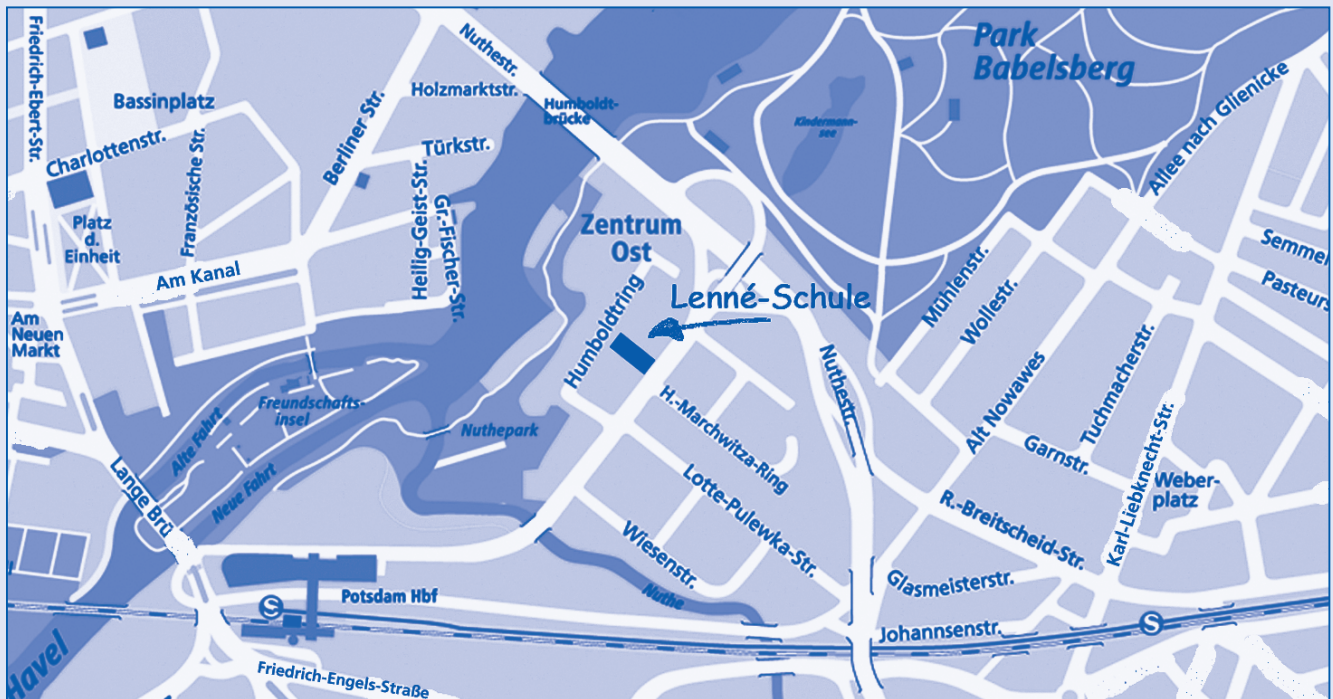 Friedrich-Ebert-Str.
Bassinplatz
Charlottenstr.
Französische Str.
Platz
d.
Einheit
Am Kanal
Am
Neuen
Markt
Berliner Str.
Nuthestr.
Holzmarktstr.
Humboldt-
brücke
Türkstr.
Heilig-Geist-Str.
Gr.-Fischer-Str.
Zentrum
Ost
Park
Babelsberg
Kindermann-
see
Allee nach Glienicke
Semmel
Pasteurs
Mühlenstr.
Wollestr.
Lenné-Schule
Humboldtring
Nuthestr.
Alt Nowawes
Tuchmacherstr.
Garnstr.
Karl-Liebknecht-Str.
Weber-
platz
H.-Marchwitza-Ring
Lotte-Pulewka-Str.
Wiesenstr.
Nuthe
Nuthepark
Freundschafts-
insel
Alte Fahrt
Neue Fahrt
Lange Brü
R.-Breitscheid-Str.
Glasmeisterstr.
Johannsenstr.
Potsdam Hbf
S
S
Havel
Friedrich-Engels-Straße